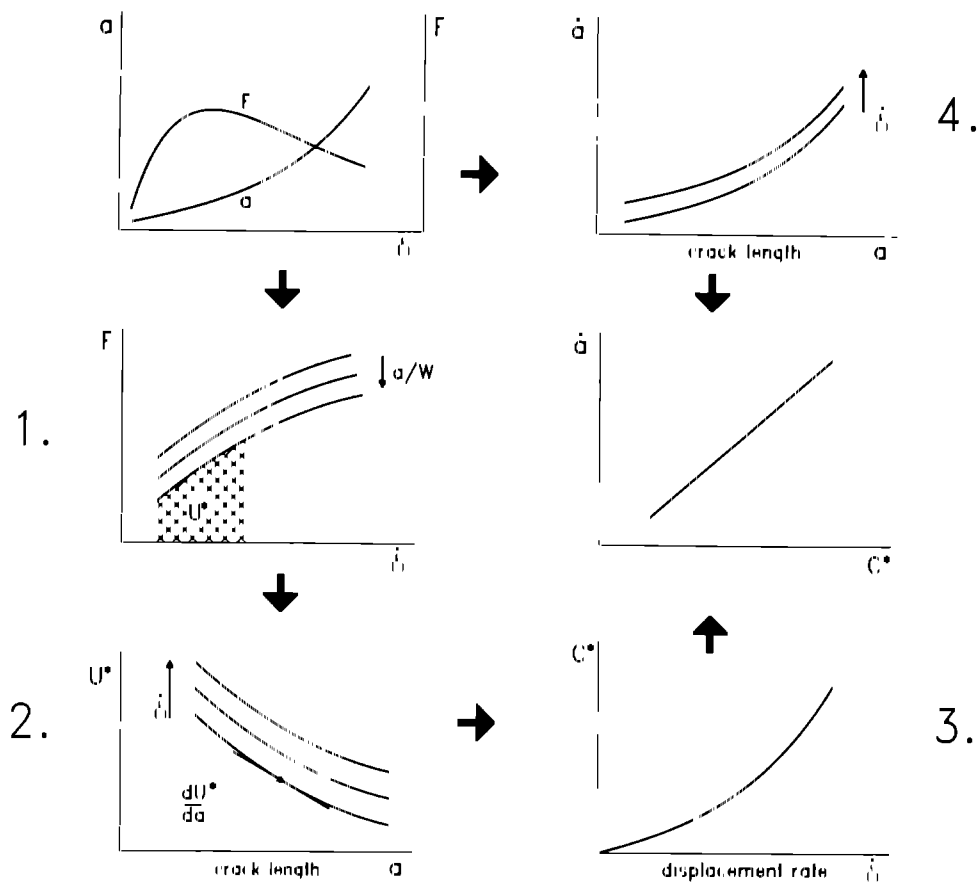 a
F
F
a
ȧ
4.
crack length a
F
a/W
1.
U*
ȧ
C*
U*
2.
dU*
da
crack length a
C*
3.
displacement rate